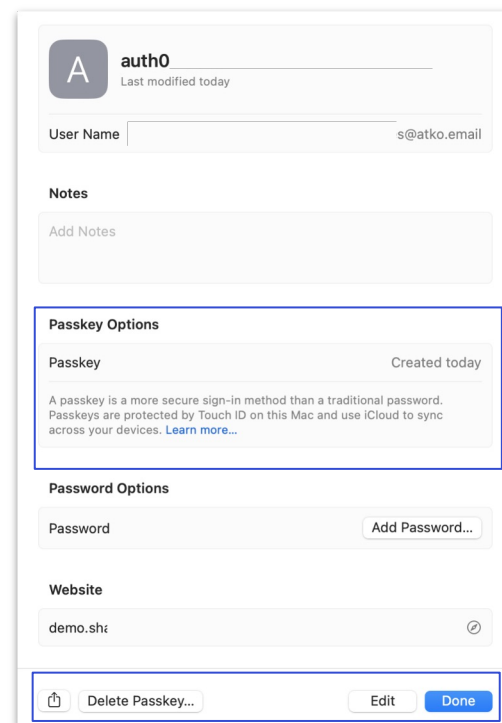 A
auth0
Last modified today
User Name s@atko.email
Notes
Add Notes
Passkey Options
Passkey Created today
A passkey is a more secure sign-in method than a traditional password.
Passkeys are protected by Touch ID on this Mac and use iCloud to sync
across your devices. Learn more...
Password Options
Password Add Password...
Website
demo.sha
Delete Passkey... Edit Done